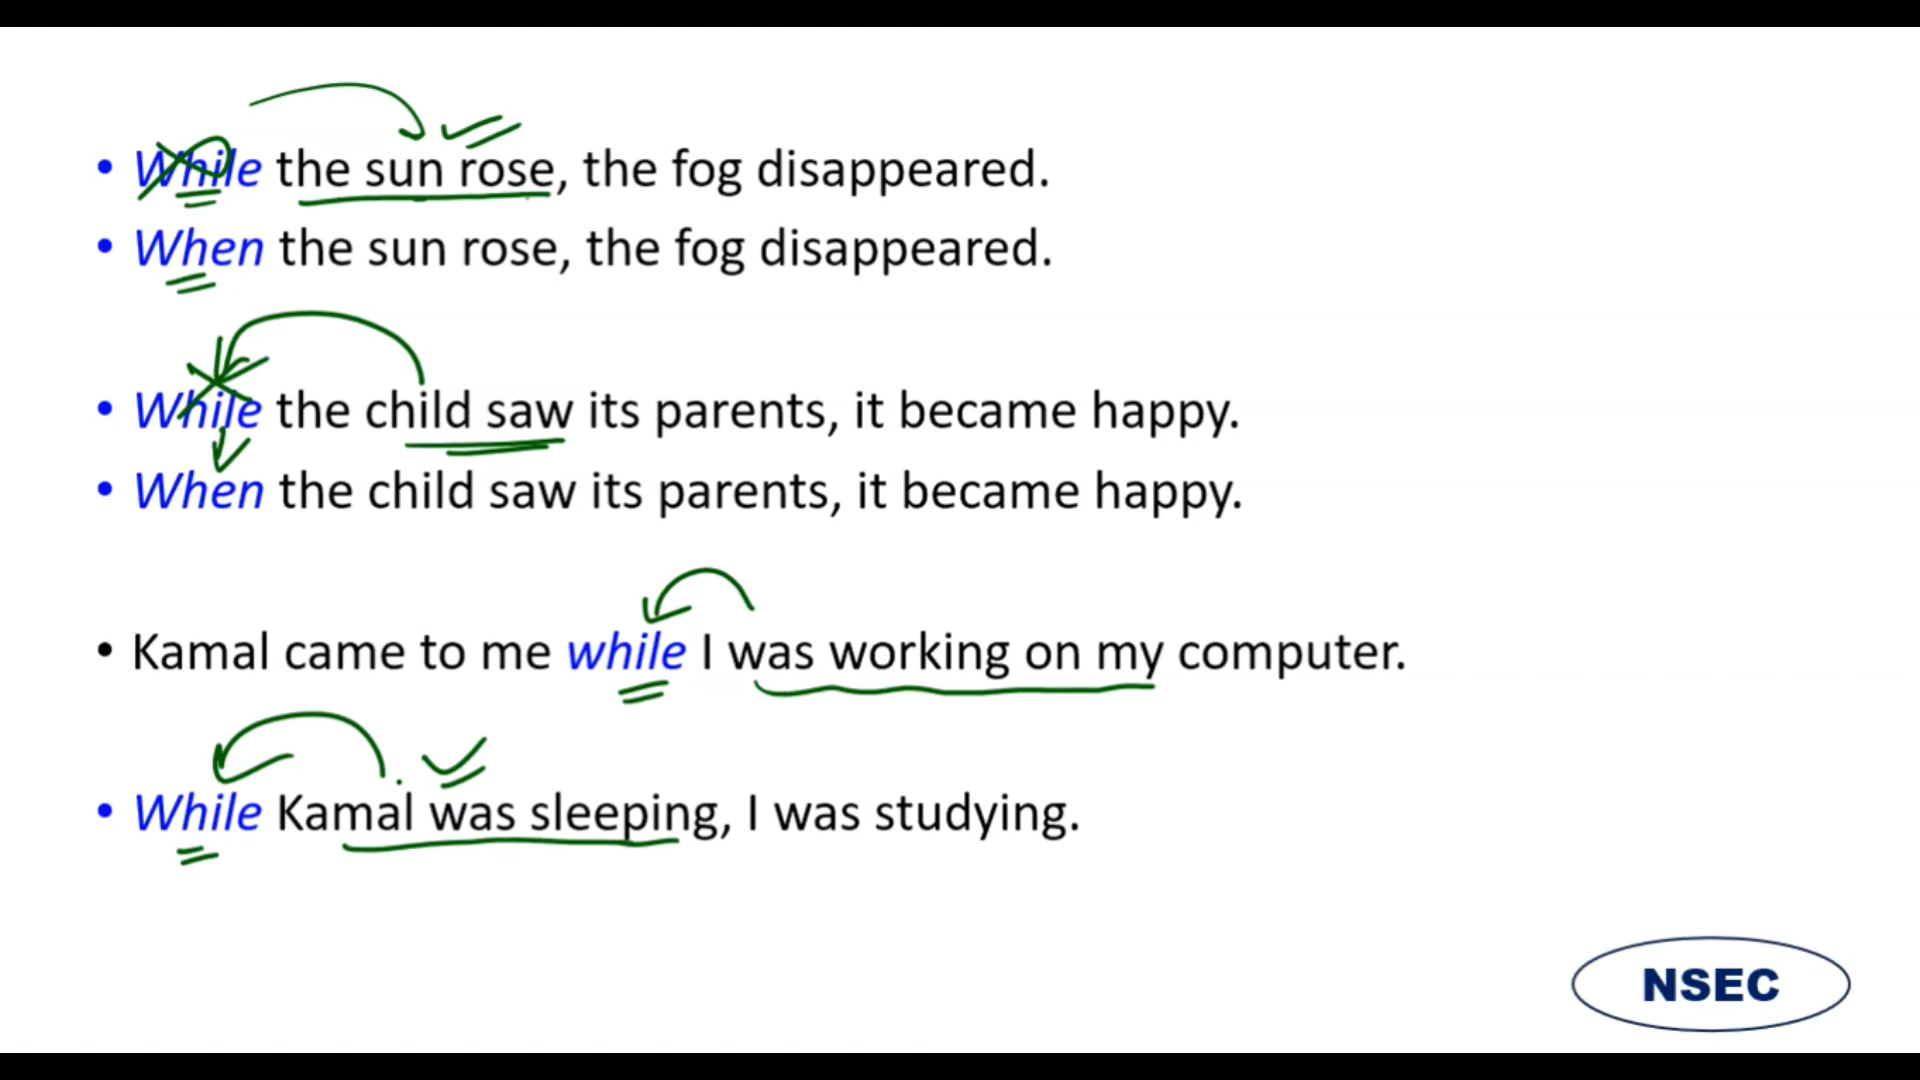 • While the sun rose, the fog disappeared.
• When the sun rose, the fog disappeared.
• While the child saw its parents, it became happy.
• When the child saw its parents, it became happy.
• Kamal came to me while I was working on my computer.
• While Kamal was sleeping, I was studying.
NSEC